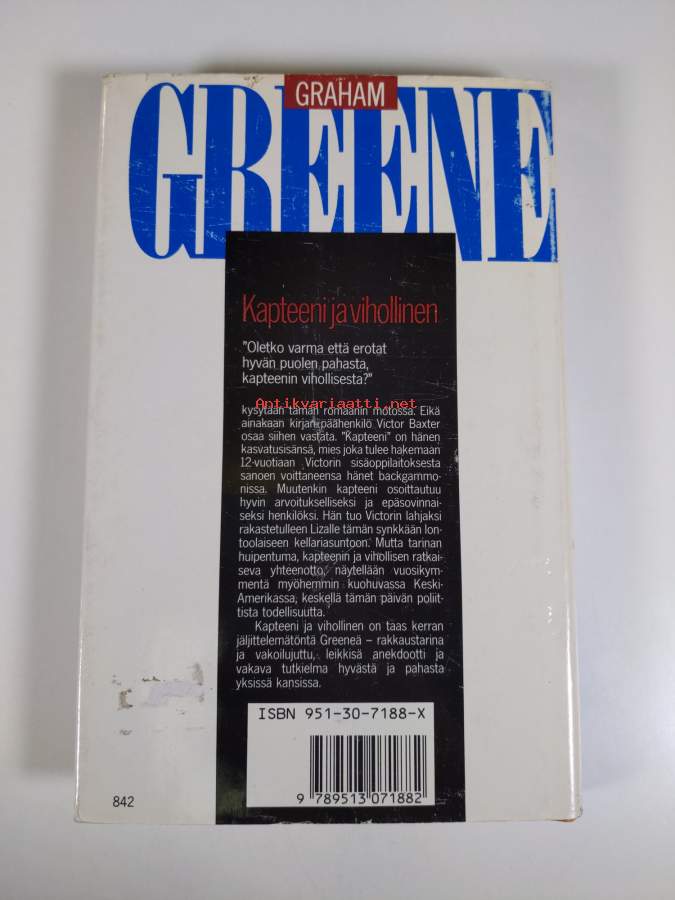 GRAHAM
GREENE
Kapteeni ja vihollinen
"Oletko varma että erotat
hyvän puolen pahasta,
kapteenin vihollisesta?"
Antikvariaatti.net
kysytään tämän romaanin motossa. Eikä
ainakaan kirjan päähenkilö Victor Baxter
osaa siihen vastata. "Kapteeni" on hänen
kasvatusisänsä, mies joka tulee hakemaan
12-vuotiaan Victorin sisäoppilaitoksesta
sanoen voittaneensa hänet backgammo-
nissa. Muutenkin kapteeni osoittautuu
hyvin arvoitukselliseksi ja epäsovinnai-
seksi henkilöksi. Hän tuo Victorin lahjaksi
rakastetulleen Lizalle tämän synkkään lon-
toolaiseen kellariasuntoon. Mutta tarinan
huipentuma, kapteenin ja vihollisen ratkai-
seva yhteenotto, näytellään vuosikym-
mentä myöhemmin kuohuvassa Keski-
Amerikassa, keskellä tämän päivän poliit-
tista todellisuutta.
Kapteeni ja vihollinen on taas kerran
jäljittelemätöntä Greeneä – rakkaustarina
ja vakoilujuttu, leikkisä anekdootti ja
vakava tutkielma hyvästä ja pahasta
yksissä kansissa.
ISBN 951-30-7188-X
9 789513 071882
842